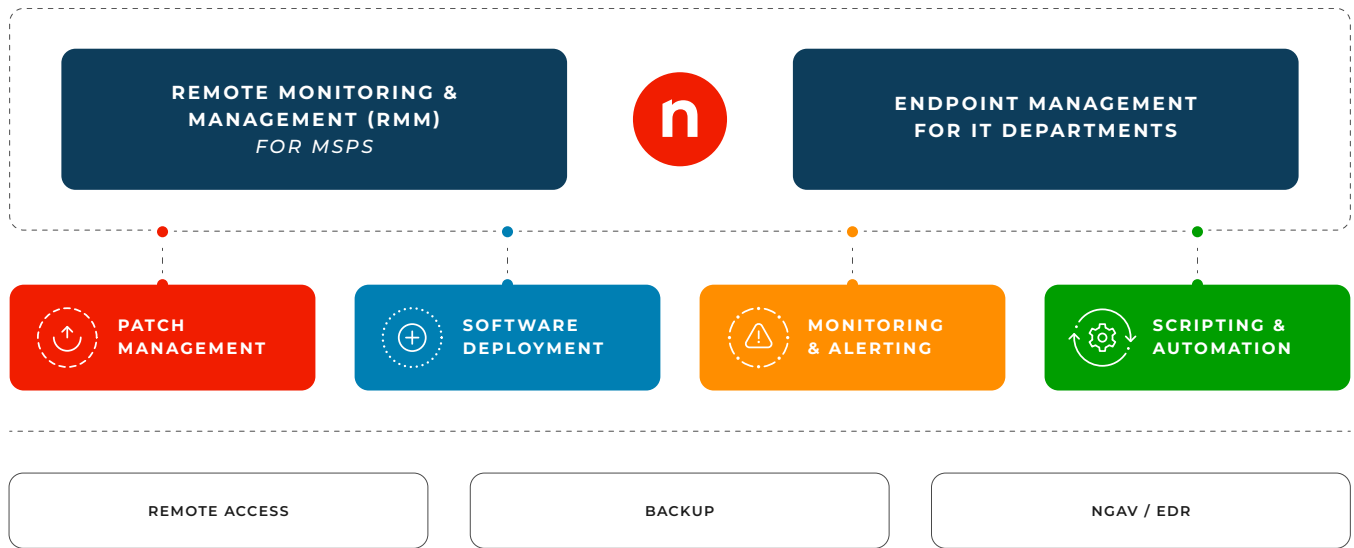 REMOTE MONITORING &
MANAGEMENT (RMM)
FOR MSPS
n
ENDPOINT MANAGEMENT
FOR IT DEPARTMENTS
PATCH
MANAGEMENT
SOFTWARE
DEPLOYMENT
MONITORING
& ALERTING
SCRIPTING &
AUTOMATION
REMOTE ACCESS
BACKUP
NGAV / EDR